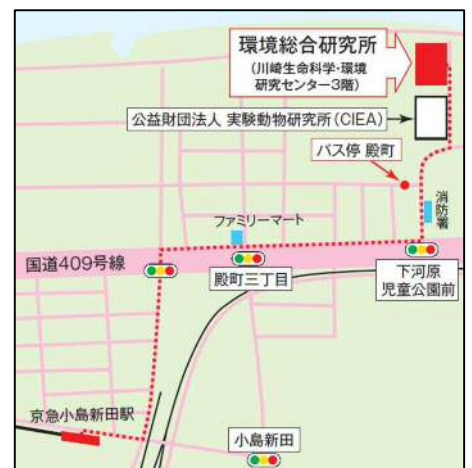 環境総合研究所
(川崎生命科学・環境
研究センター3階)
公益財団法人 実験動物研究所(CIEA)
バス停 殿町
消防署
ファミリーマート
国道409号線
殿町三丁目
下河原
児童公園前
京急小島新田駅
小島新田